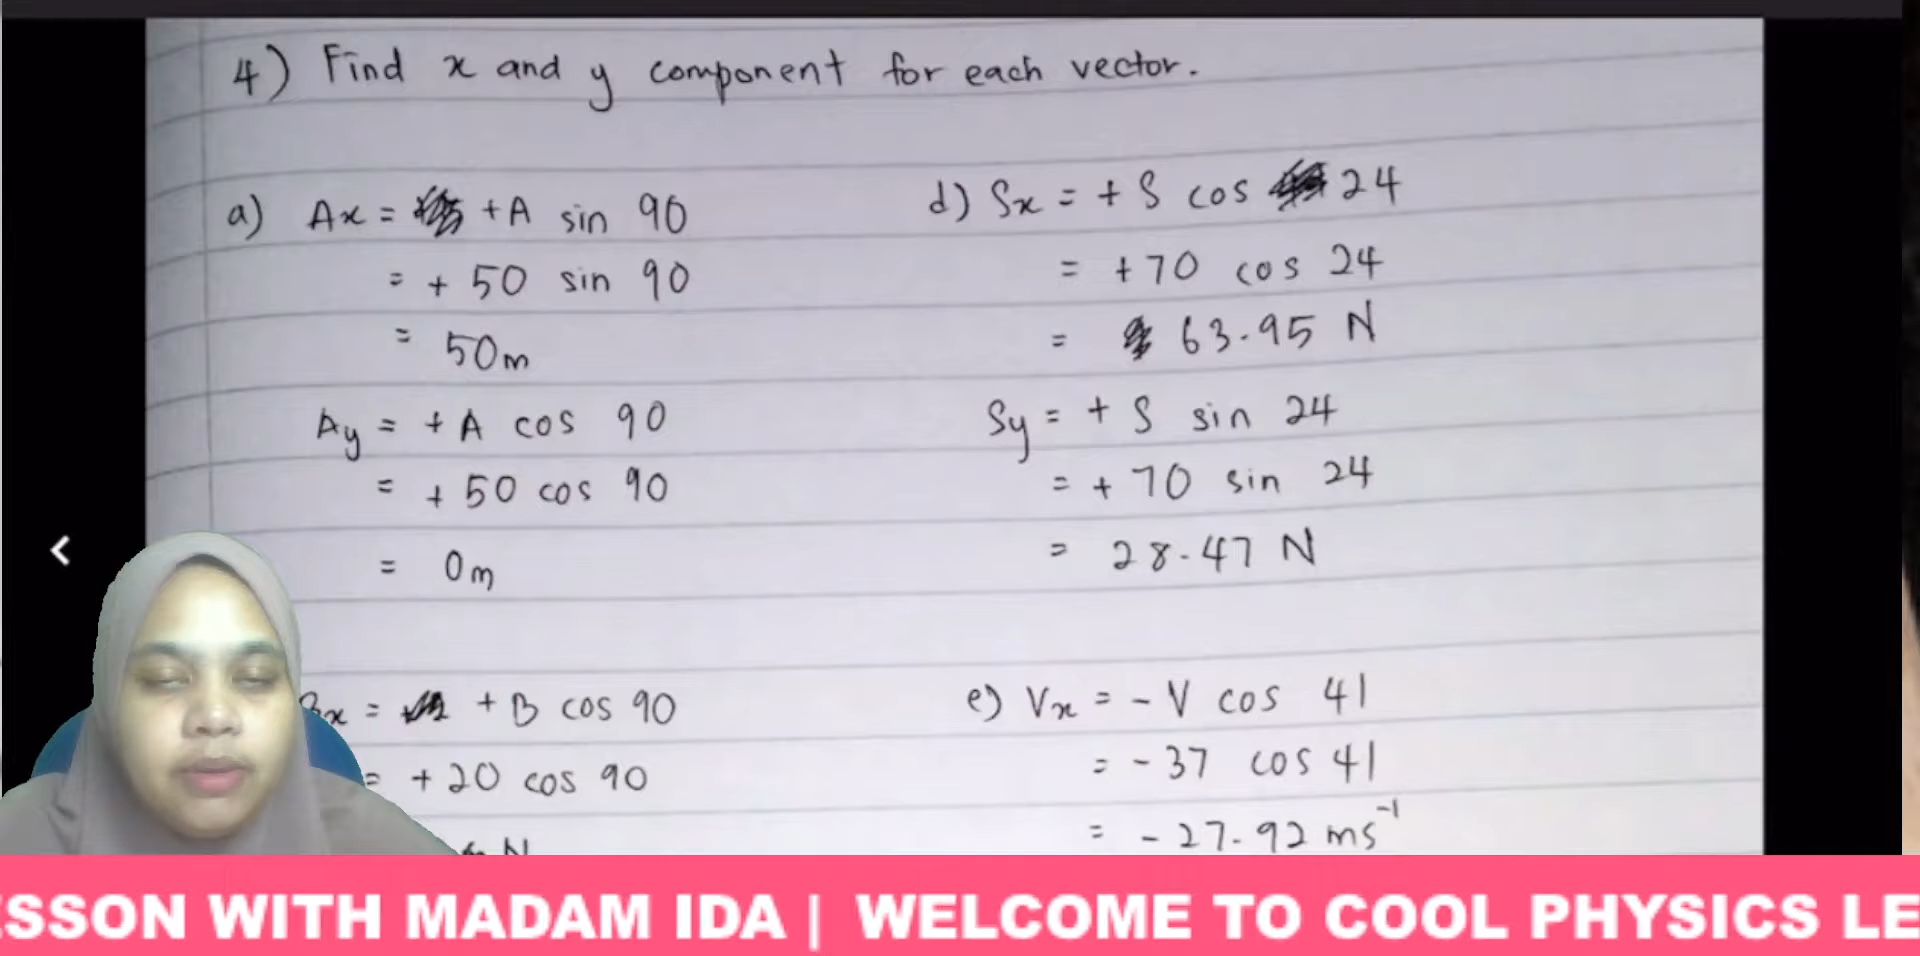 4) Find x and y component for each vector.
a) Ax = +A sin 90
= + 50 sin 90
= 50m
Ay = + A cos 90
= + 50 cos 90
= 0m
= + B cos 90
= + 20 cos 90
N
d) Sx = + S cos 24
= +70 cos 24
= 63.95 N
Sy = + S sin 24
= + 70 sin 24
= 28.47 N
e) Vx = - V cos 41
= - 37 cos 41
= - 27.92 ms⁻¹
ESSON WITH MADAM IDA | WELCOME TO COOL PHYSICS LE